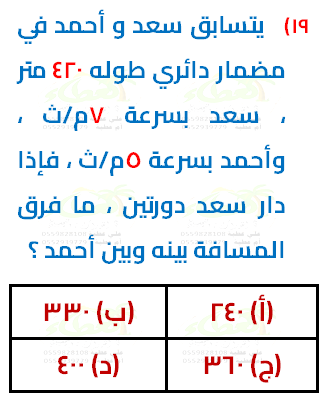 ١٩) يتسابق سعد و أحمد في
مضمار دائري طوله ٤٢٠ متر
، سعد بسرعة ٧م/ث ،
وأحمد بسرعة ٥م/ث ، فإذا
دار سعد دورتين ، ما فرق
المسافة بينه وبين أحمد ؟
(أ) ٢٤٠ (ب) ٣٣٠
(ج) ٣٦٠ (د) ٤٠٠